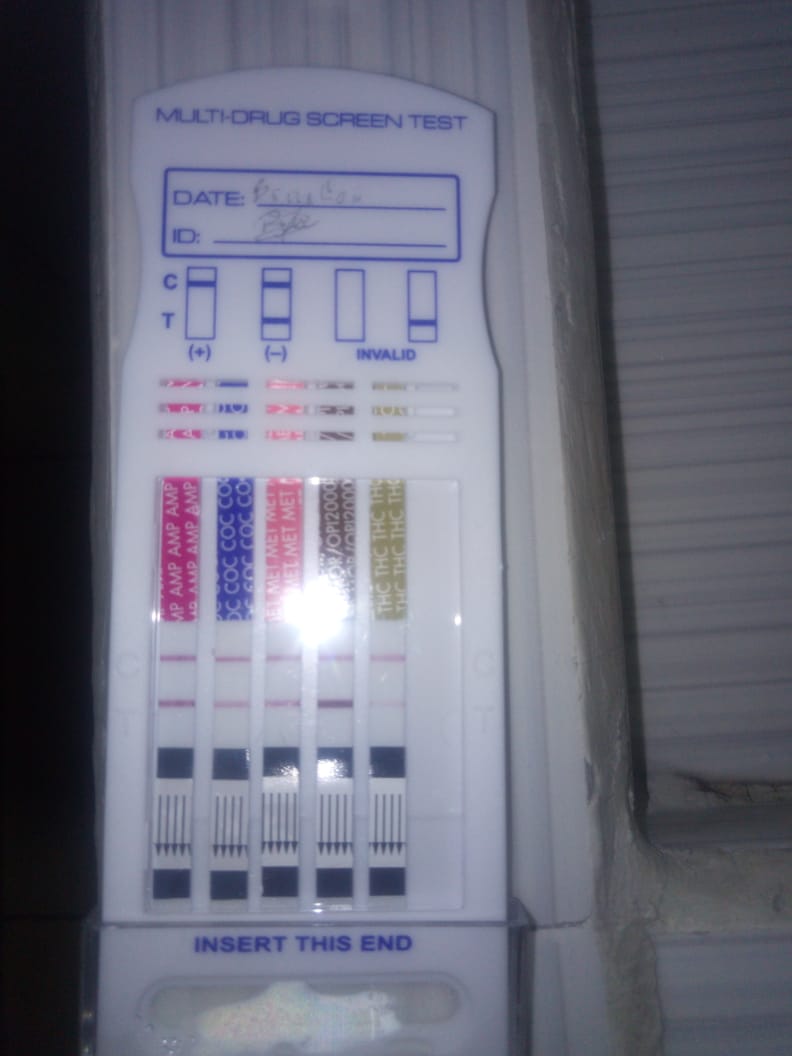 MULTI-DRUG SCREEN TEST
DATE:
ID:
C
T
(+) (−) INVALID
AMP AMP AMP COC COC COC MET MET MET MOR/OPI2000 THC THC THC
C C
T T
INSERT THIS END